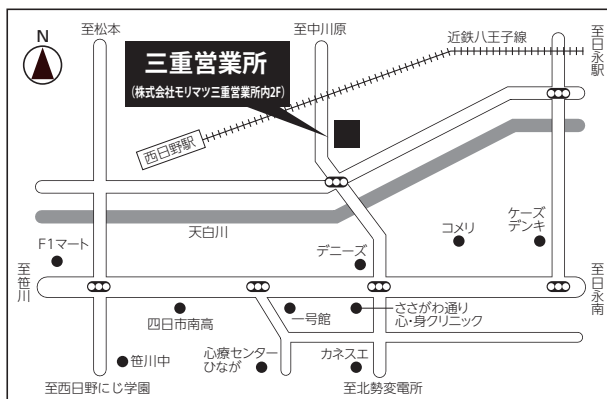 至松本
至中川原
近鉄八王子線
至日永駅
N
三重営業所
(株式会社モリマツ三重営業所内2F)
西日野駅
天白川
F1マート
デニーズ
コメリ
ケーズ
デンキ
至笹川
至日永南
四日市南高
一号館
ささがわ通り
心・身クリニック
笹川中
心療センター
ひなが
カネスエ
至西日野にじ学園
至北勢変電所